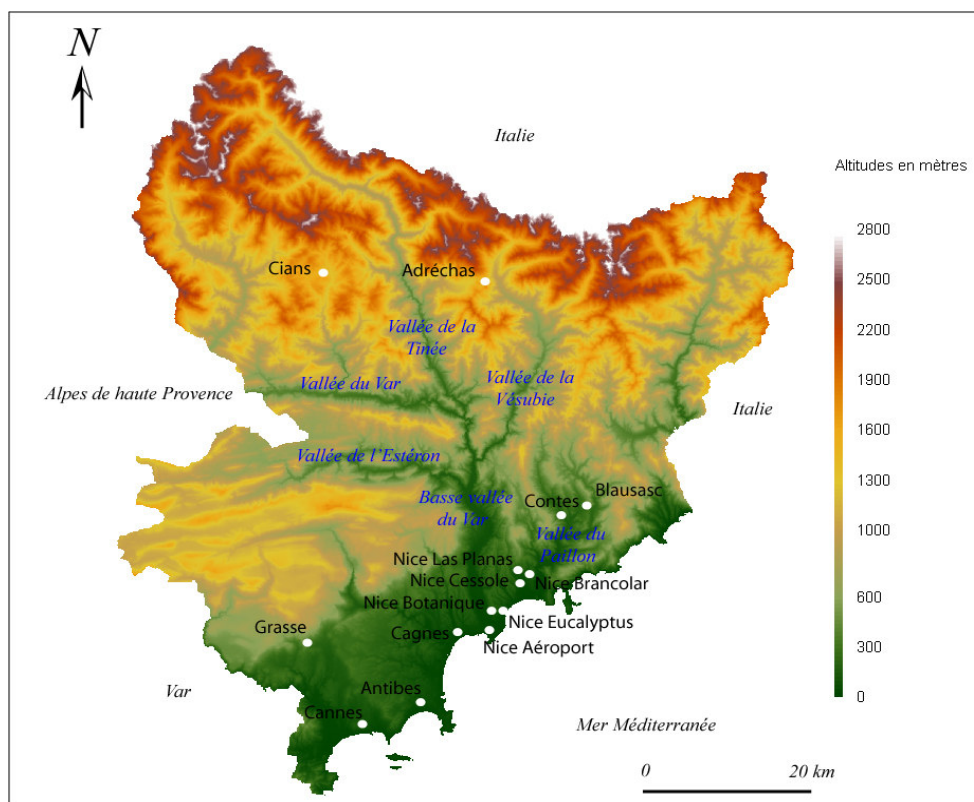 N
Italie
Altitudes en mètres
2800
2500
2200
1900
1600
1300
1000
600
300
0
Cians
Adréchas
Vallée de la
Tinée
Vallée du Var
Vallée de la
Vésubie
Alpes de haute Provence
Italie
Vallée de l'Estéron
Basse vallée
du Var
Contes
Blausasc
Vallée du
Paillon
Nice Las Planas
Nice Cessole
Nice Brancolar
Nice Botanique
Nice Eucalyptus
Grasse
Cagnes
Nice Aéroport
Var
Antibes
Cannes
Mer Méditerranée
0 20 km